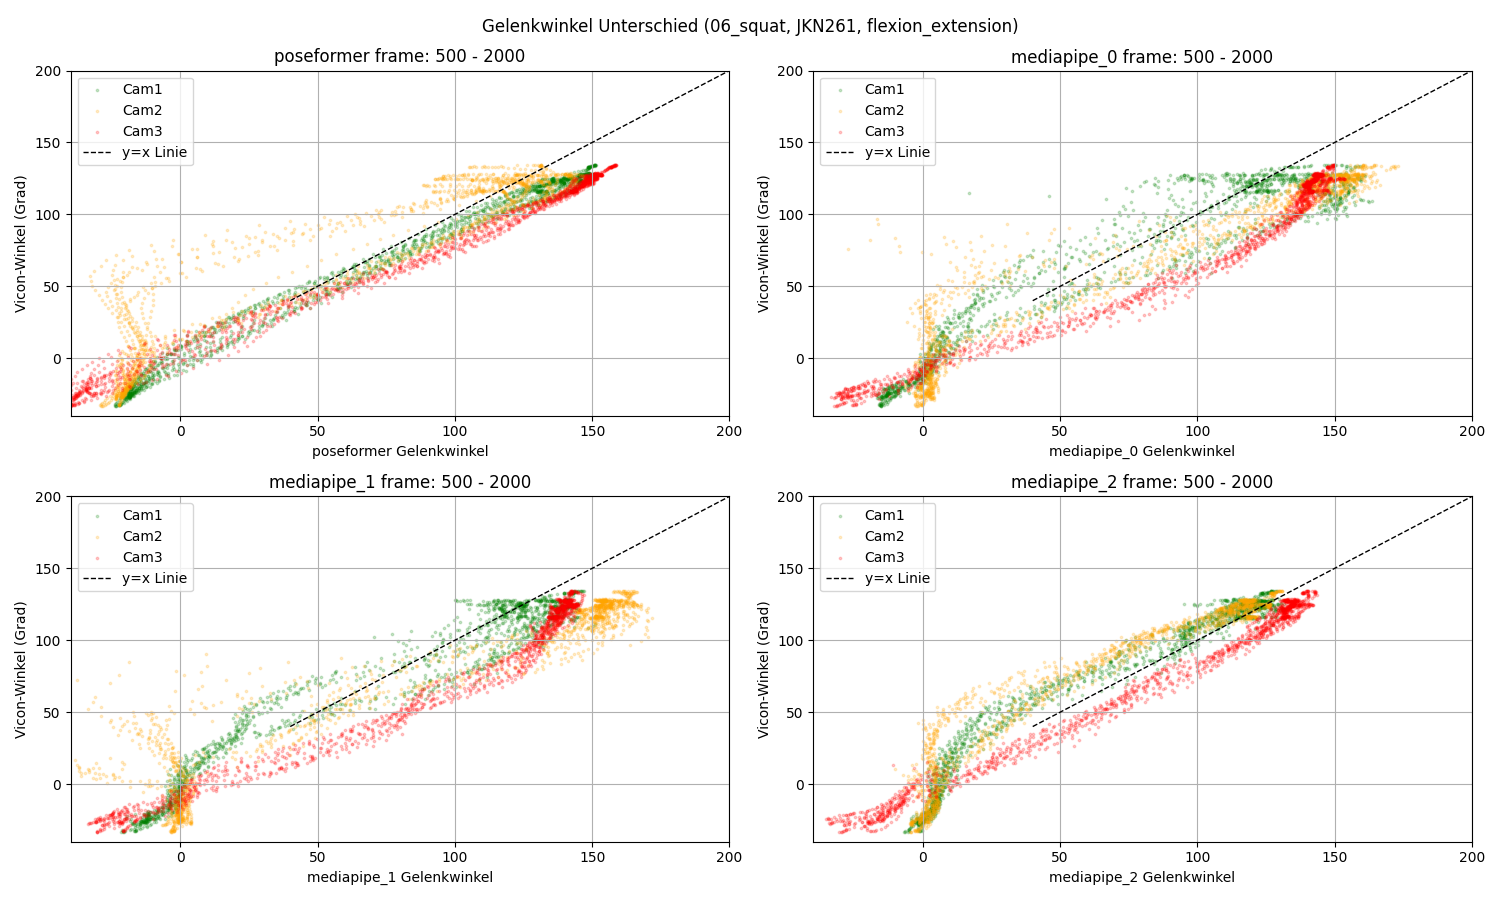 Gelenkwinkel Unterschied (06_squat, JKN261, flexion_extension)
poseformer frame: 500 - 2000
Cam1
Cam2
Cam3
y=x Linie
Vicon-Winkel (Grad)
200
150
100
50
0
0 50 100 150 200
poseformer Gelenkwinkel
mediapipe_0 frame: 500 - 2000
Cam1
Cam2
Cam3
y=x Linie
Vicon-Winkel (Grad)
200
150
100
50
0
0 50 100 150 200
mediapipe_0 Gelenkwinkel
mediapipe_1 frame: 500 - 2000
Cam1
Cam2
Cam3
y=x Linie
Vicon-Winkel (Grad)
200
150
100
50
0
0 50 100 150 200
mediapipe_1 Gelenkwinkel
mediapipe_2 frame: 500 - 2000
Cam1
Cam2
Cam3
y=x Linie
Vicon-Winkel (Grad)
200
150
100
50
0
0 50 100 150 200
mediapipe_2 Gelenkwinkel